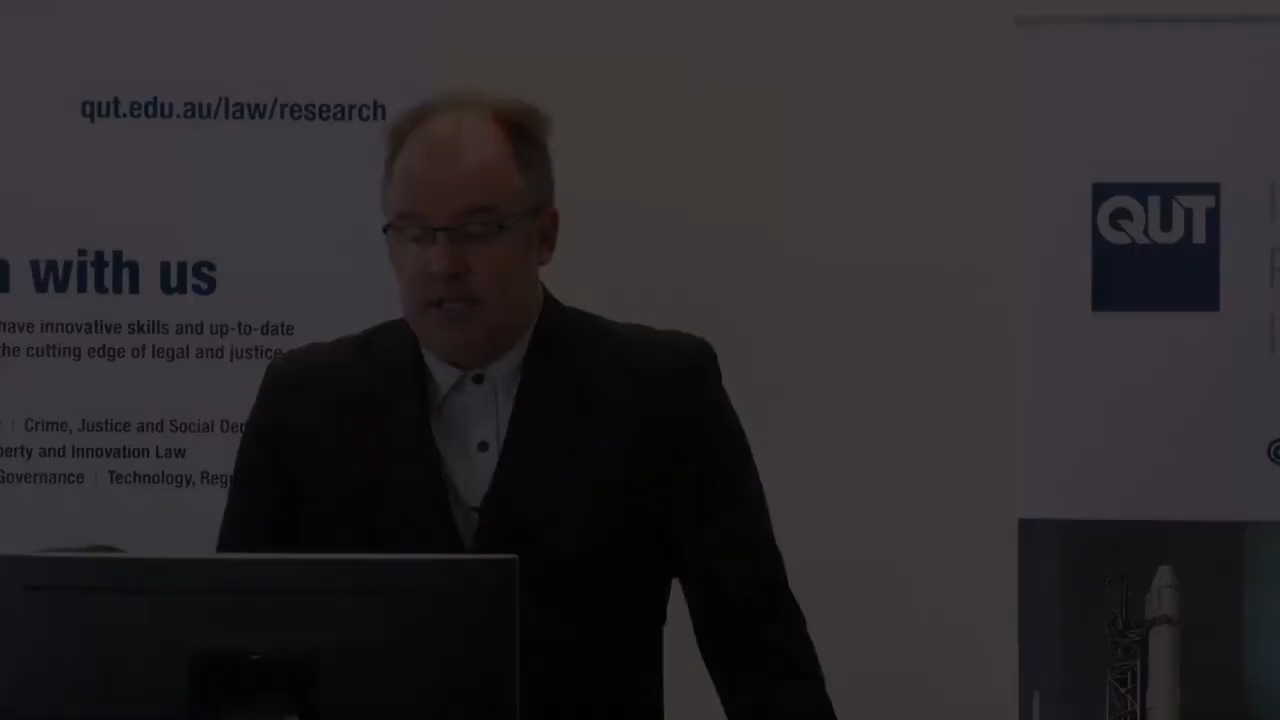 qut.edu.au/law/research
with us
have innovative skills and up-to-date
the cutting edge of legal and justice
Crime, Justice and Social
and Innovation Law
Governance | Technology,
QUT